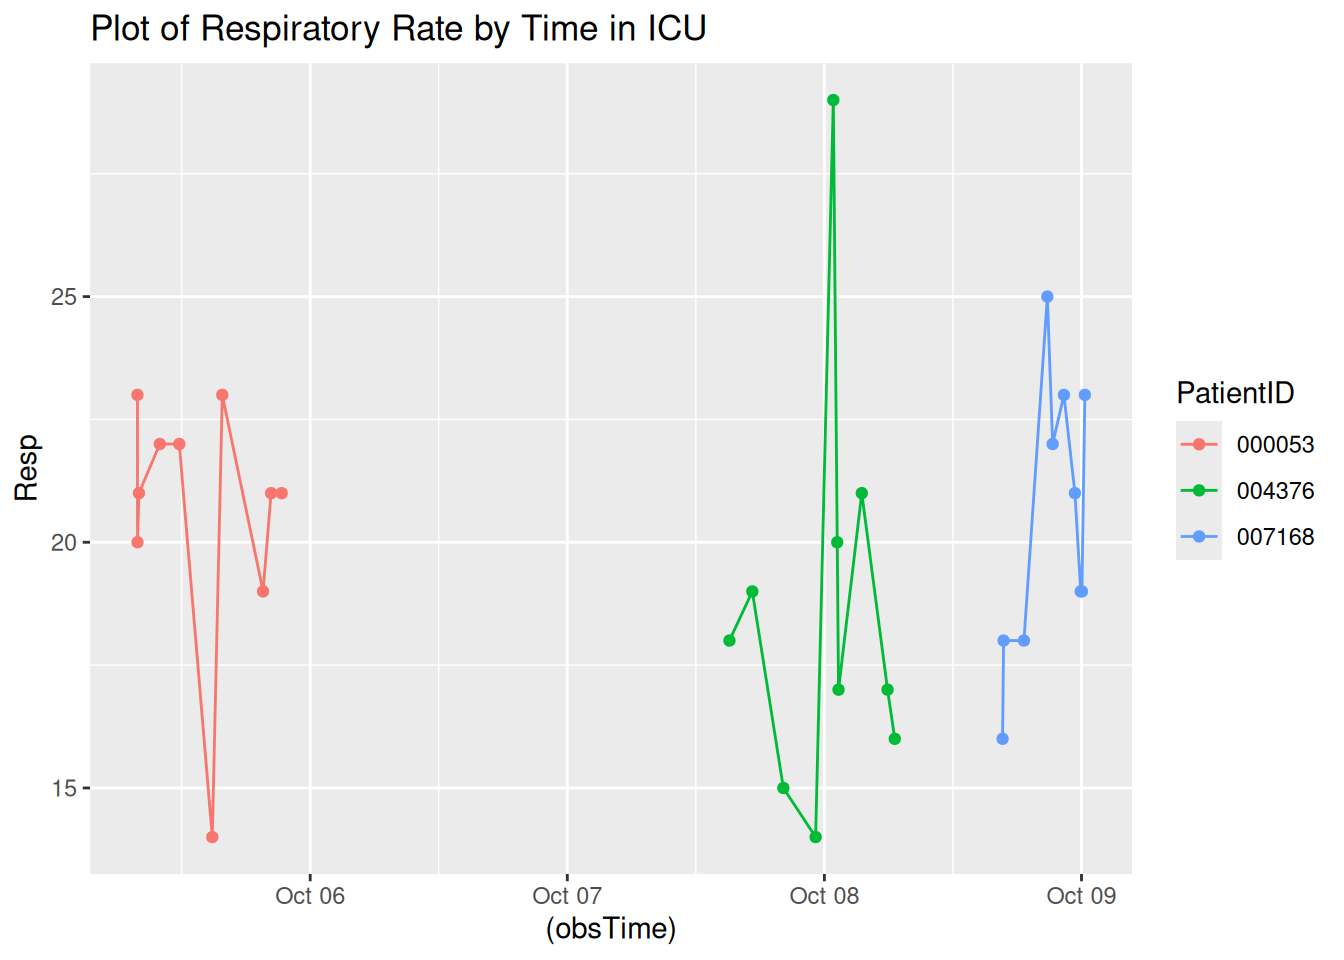 Plot of Respiratory Rate by Time in ICU
Resp
25
20
15
Oct 06
Oct 07
Oct 08
Oct 09
(obsTime)
PatientID
000053
004376
007168